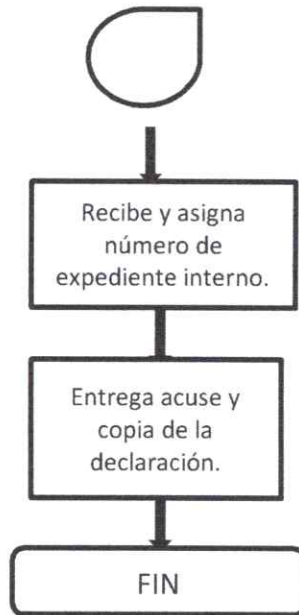 Recibe y asigna
número de
expediente interno.
Entrega acuse y
copia de la
declaración.
FIN